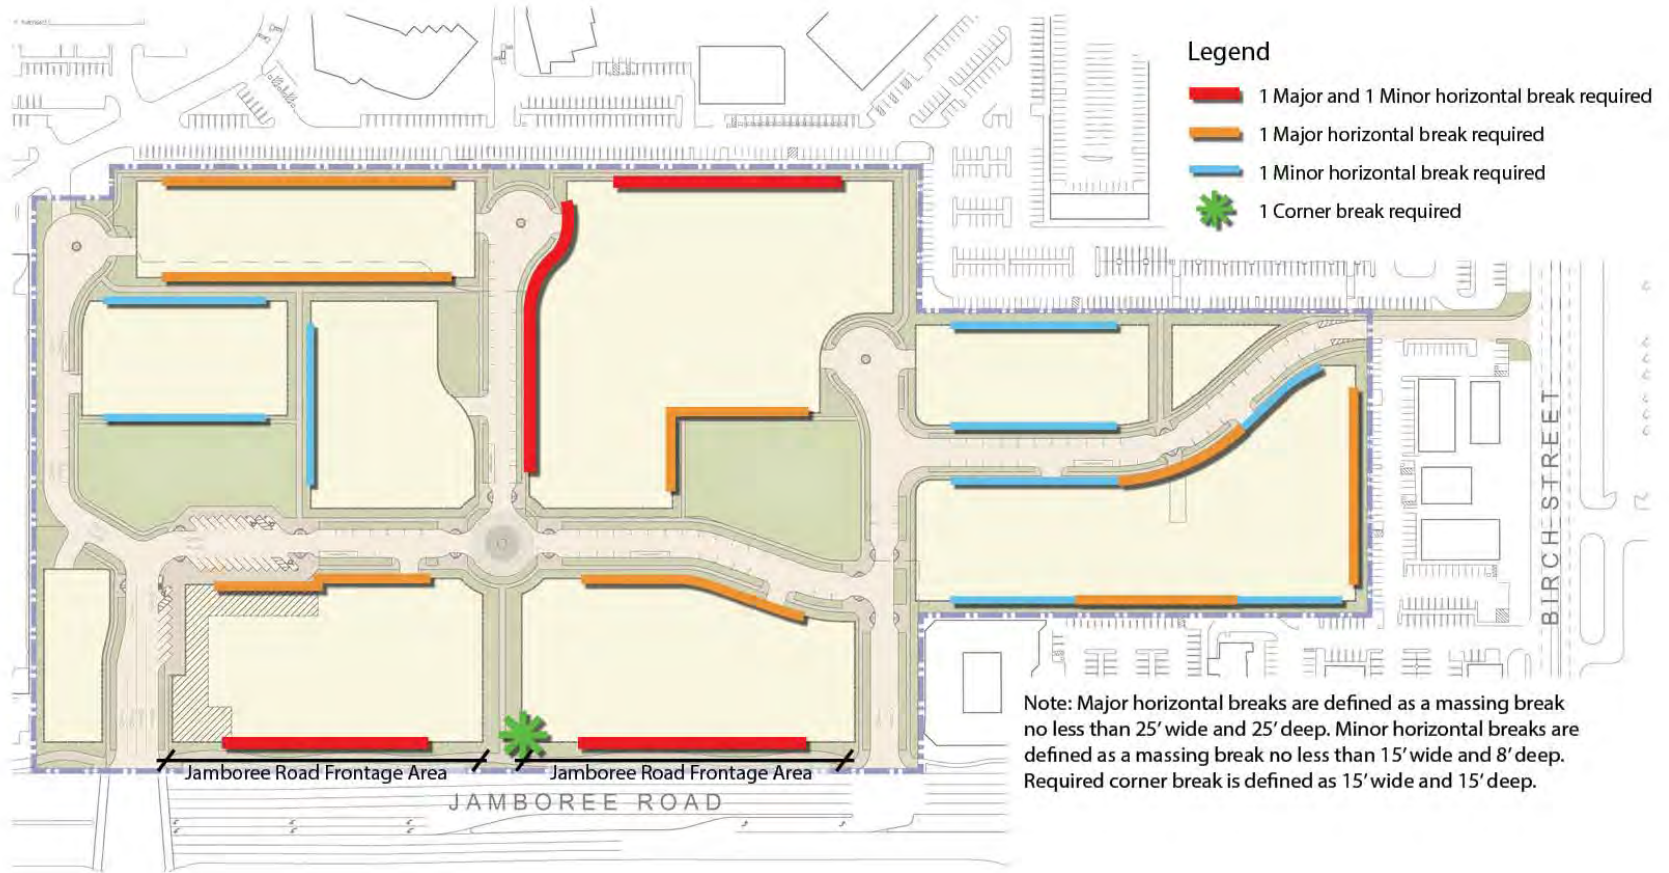 Legend
1 Major and 1 Minor horizontal break required
1 Major horizontal break required
1 Minor horizontal break required
1 Corner break required
BIRCH STREET
Note: Major horizontal breaks are defined as a massing break
no less than 25' wide and 25' deep. Minor horizontal breaks are
defined as a massing break no less than 15' wide and 8' deep.
Required corner break is defined as 15' wide and 15' deep.
Jamboree Road Frontage Area
Jamboree Road Frontage Area
JAMBOREE ROAD